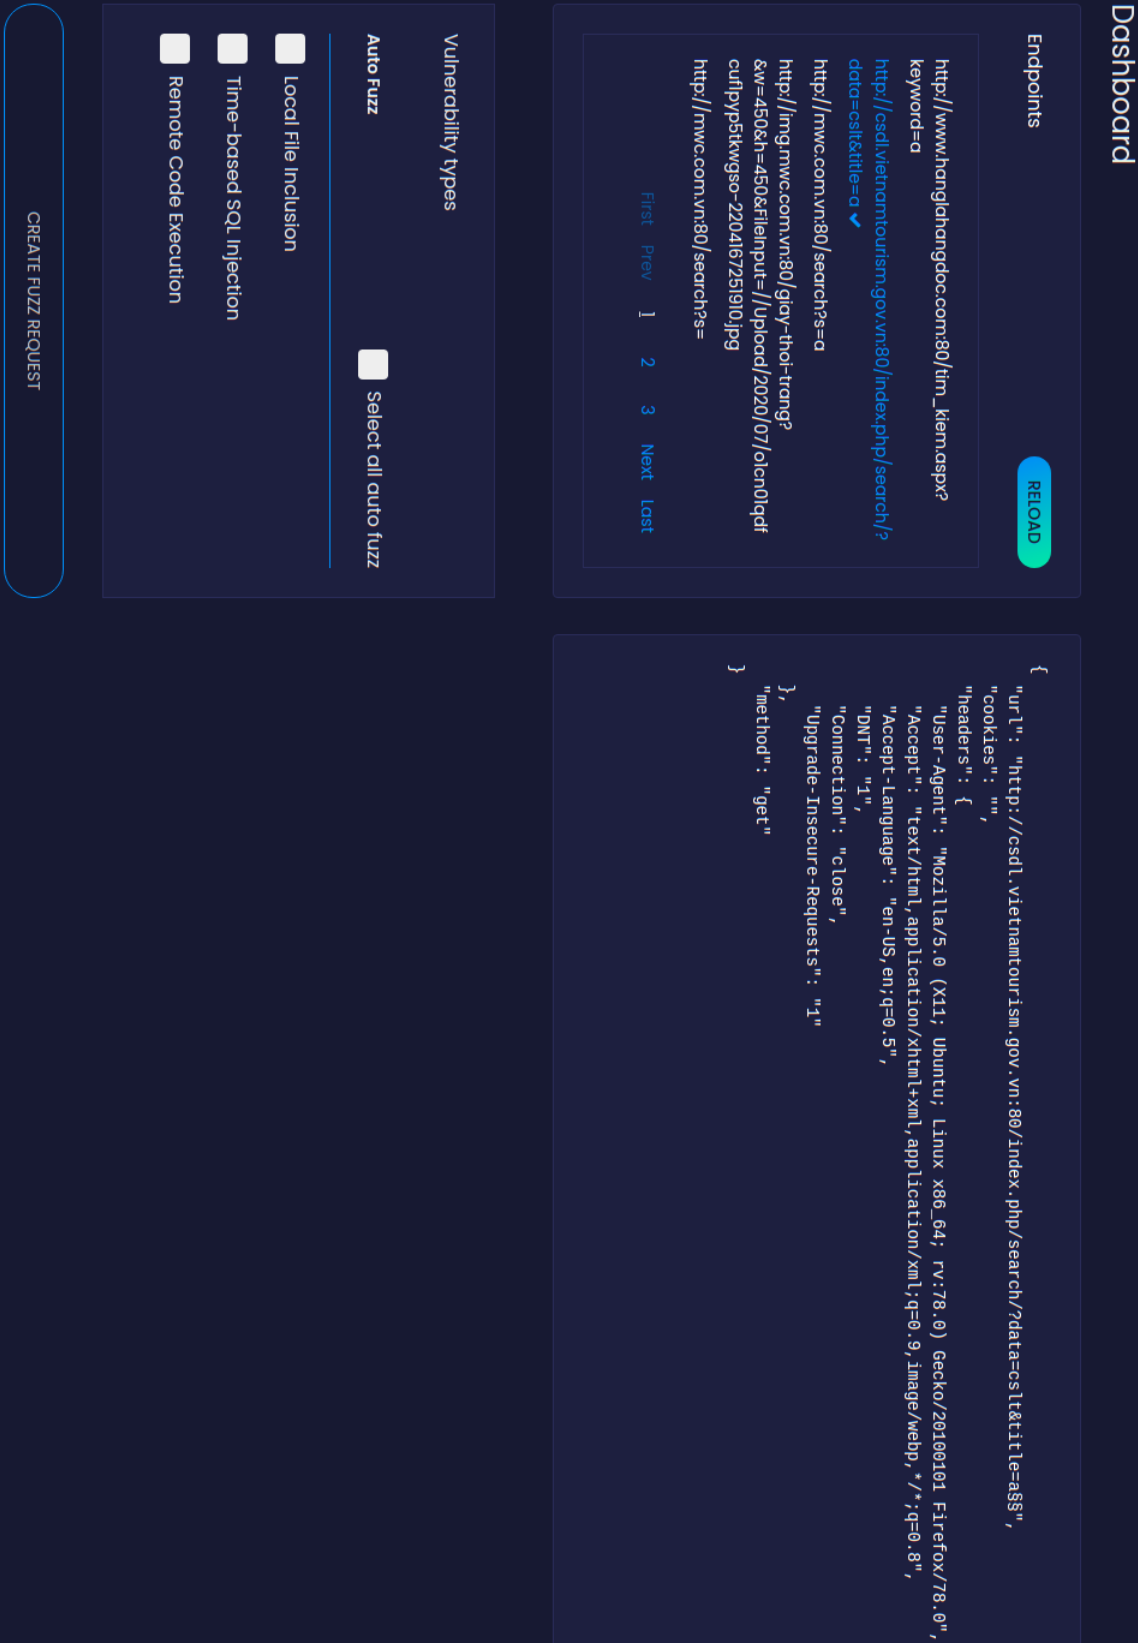 Dashboard
Endpoints
RELOAD
http://www.hanglahangdoc.com:80/tim_kiem.aspx?
keyword=a
http://csdl.vietnamtourism.gov.vn:80/index.php/search/?
data=cslt&title=a
http://mwc.com.vn:80/search?s=a
http://img.mwc.com.vn:80/giay-thoi-trang?
&w=450&h=450&FileInput=//Upload/2020/07/o1cn01qdf
cuf1pyp5tkwgso-2204167251910.jpg
http://mwc.com.vn:80/search?s=
First Prev 1 2 3 Next Last
Vulnerability types
Auto Fuzz
Select all auto fuzz
Local File Inclusion
Time-based SQL Injection
Remote Code Execution
CREATE FUZZ REQUEST
{
"url": "http://csdl.vietnamtourism.gov.vn:80/index.php/search/?data=cslt&title=a§§",
"cookies": "",
"headers": {
"User-Agent": "Mozilla/5.0 (X11; Ubuntu; Linux x86_64; rv:78.0) Gecko/20100101 Firefox/78.0",
"Accept": "text/html,application/xhtml+xml,application/xml;q=0.9,image/webp,*/*;q=0.8",
"Accept-Language": "en-US,en;q=0.5",
"DNT": "1",
"Connection": "close",
"Upgrade-Insecure-Requests": "1"
},
"method": "get"
}